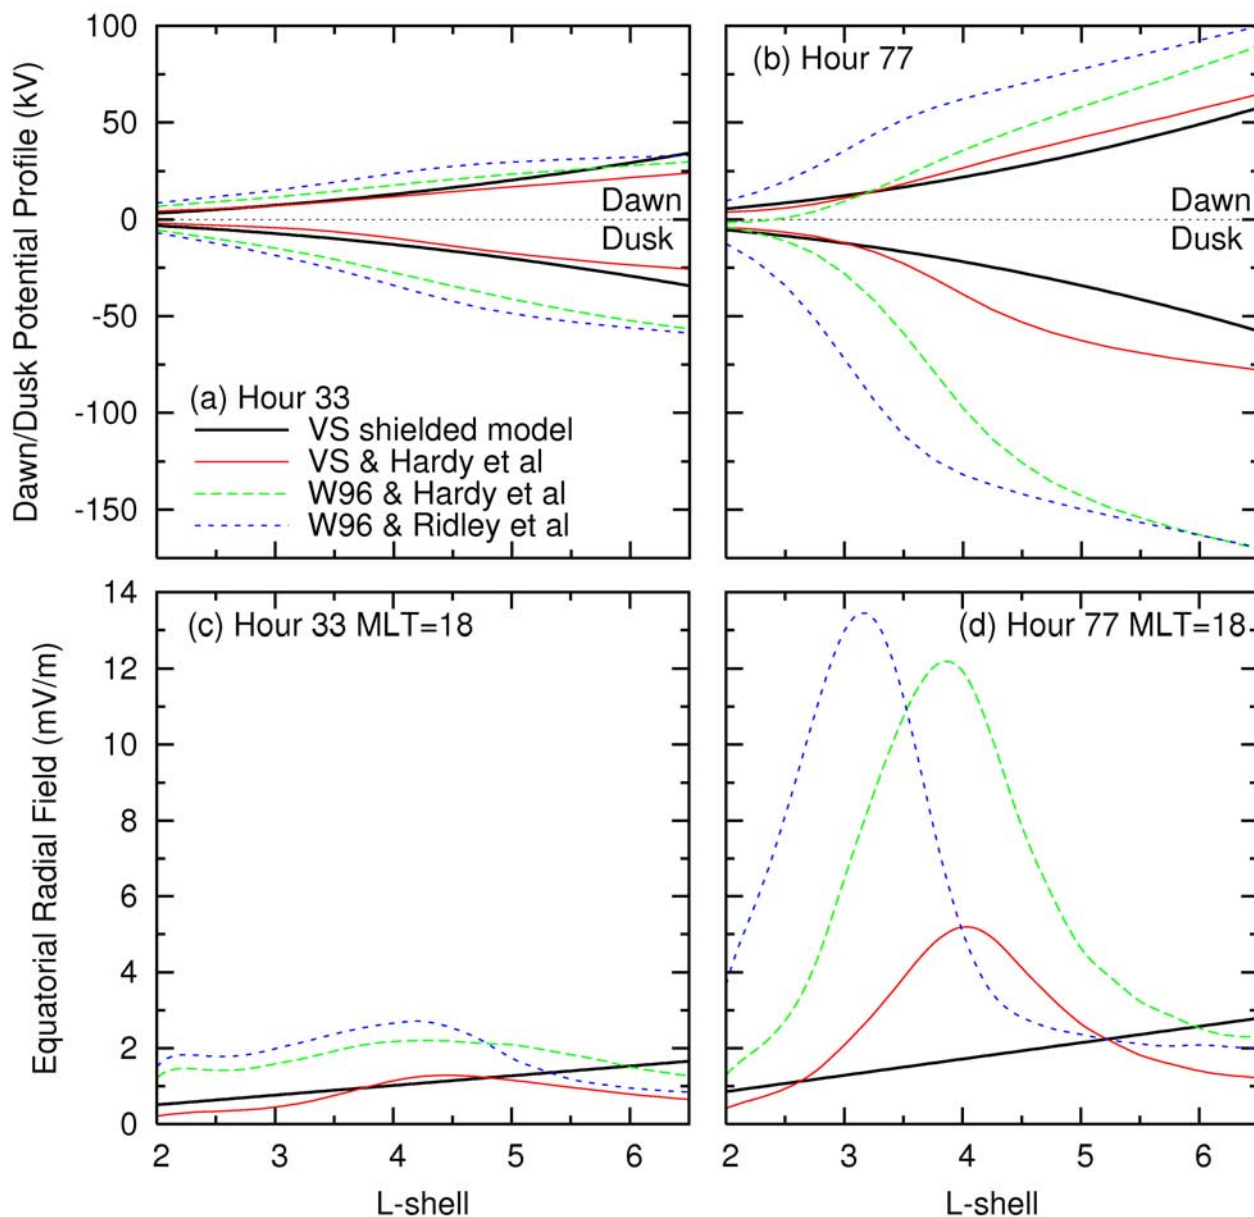 Dawn/Dusk Potential Profile (kV)
100
50
0
-50
-100
-150
Dawn
Dusk
(a) Hour 33
VS shielded model
VS & Hardy et al
W96 & Hardy et al
W96 & Ridley et al
(b) Hour 77
Dawn
Dusk
Equatorial Radial Field (mV/m)
14
12
10
8
6
4
2
0
(c) Hour 33 MLT=18
2 3 4 5 6
L-shell
(d) Hour 77 MLT=18
2 3 4 5 6
L-shell